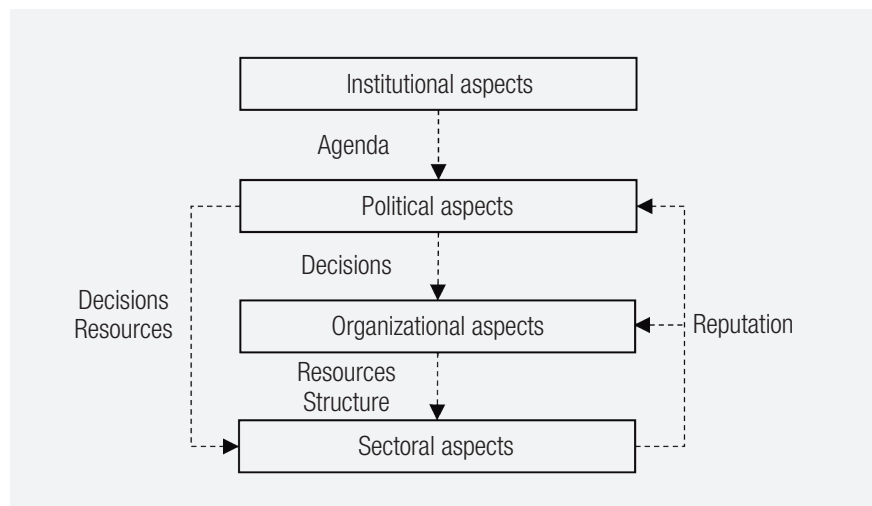 Institutional aspects
Agenda
Political aspects
Decisions
Decisions
Resources
Organizational aspects
Reputation
Resources
Structure
Sectoral aspects